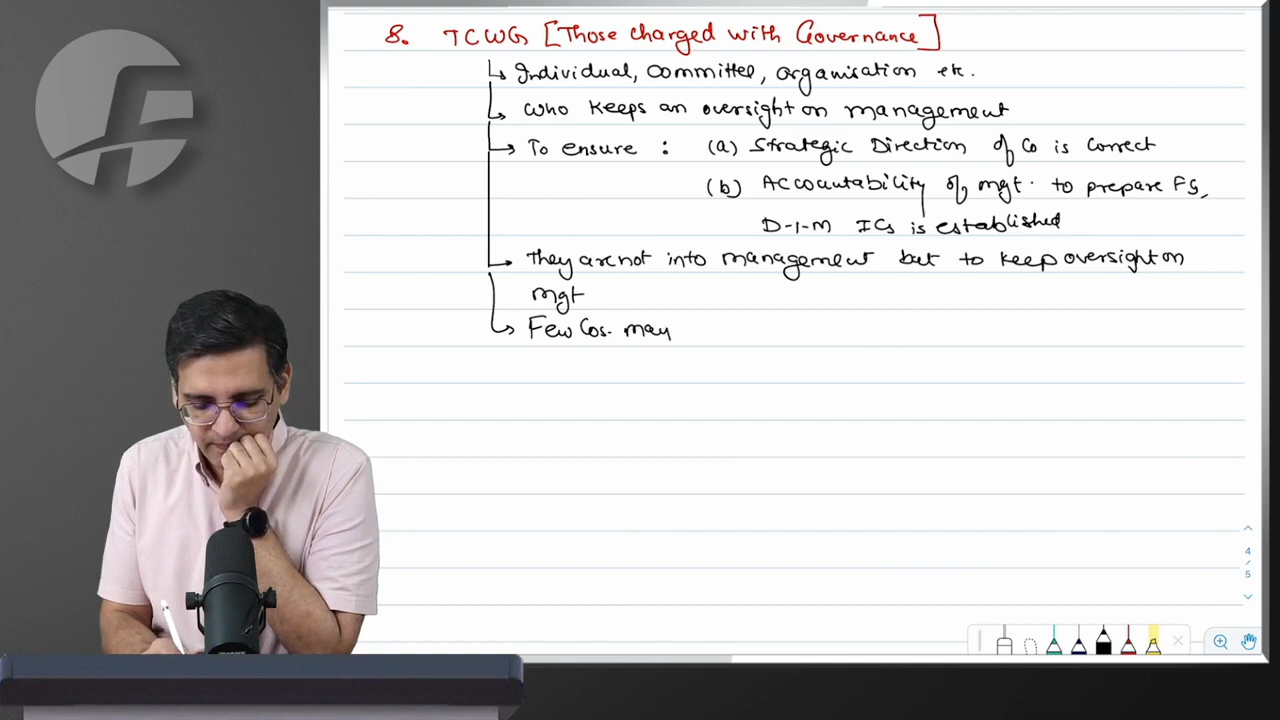 8. TCWG [Those charged with Governance]
Individual, committee, organisation etc.
who keeps an oversight on management
To ensure : (a) Strategic Direction of Co is correct
(b) Accountability of mgt. to prepare FS,
D-I-M ICs is established
They are not into management but to keep oversight on
mgt
Few Cos. may
4
/
5